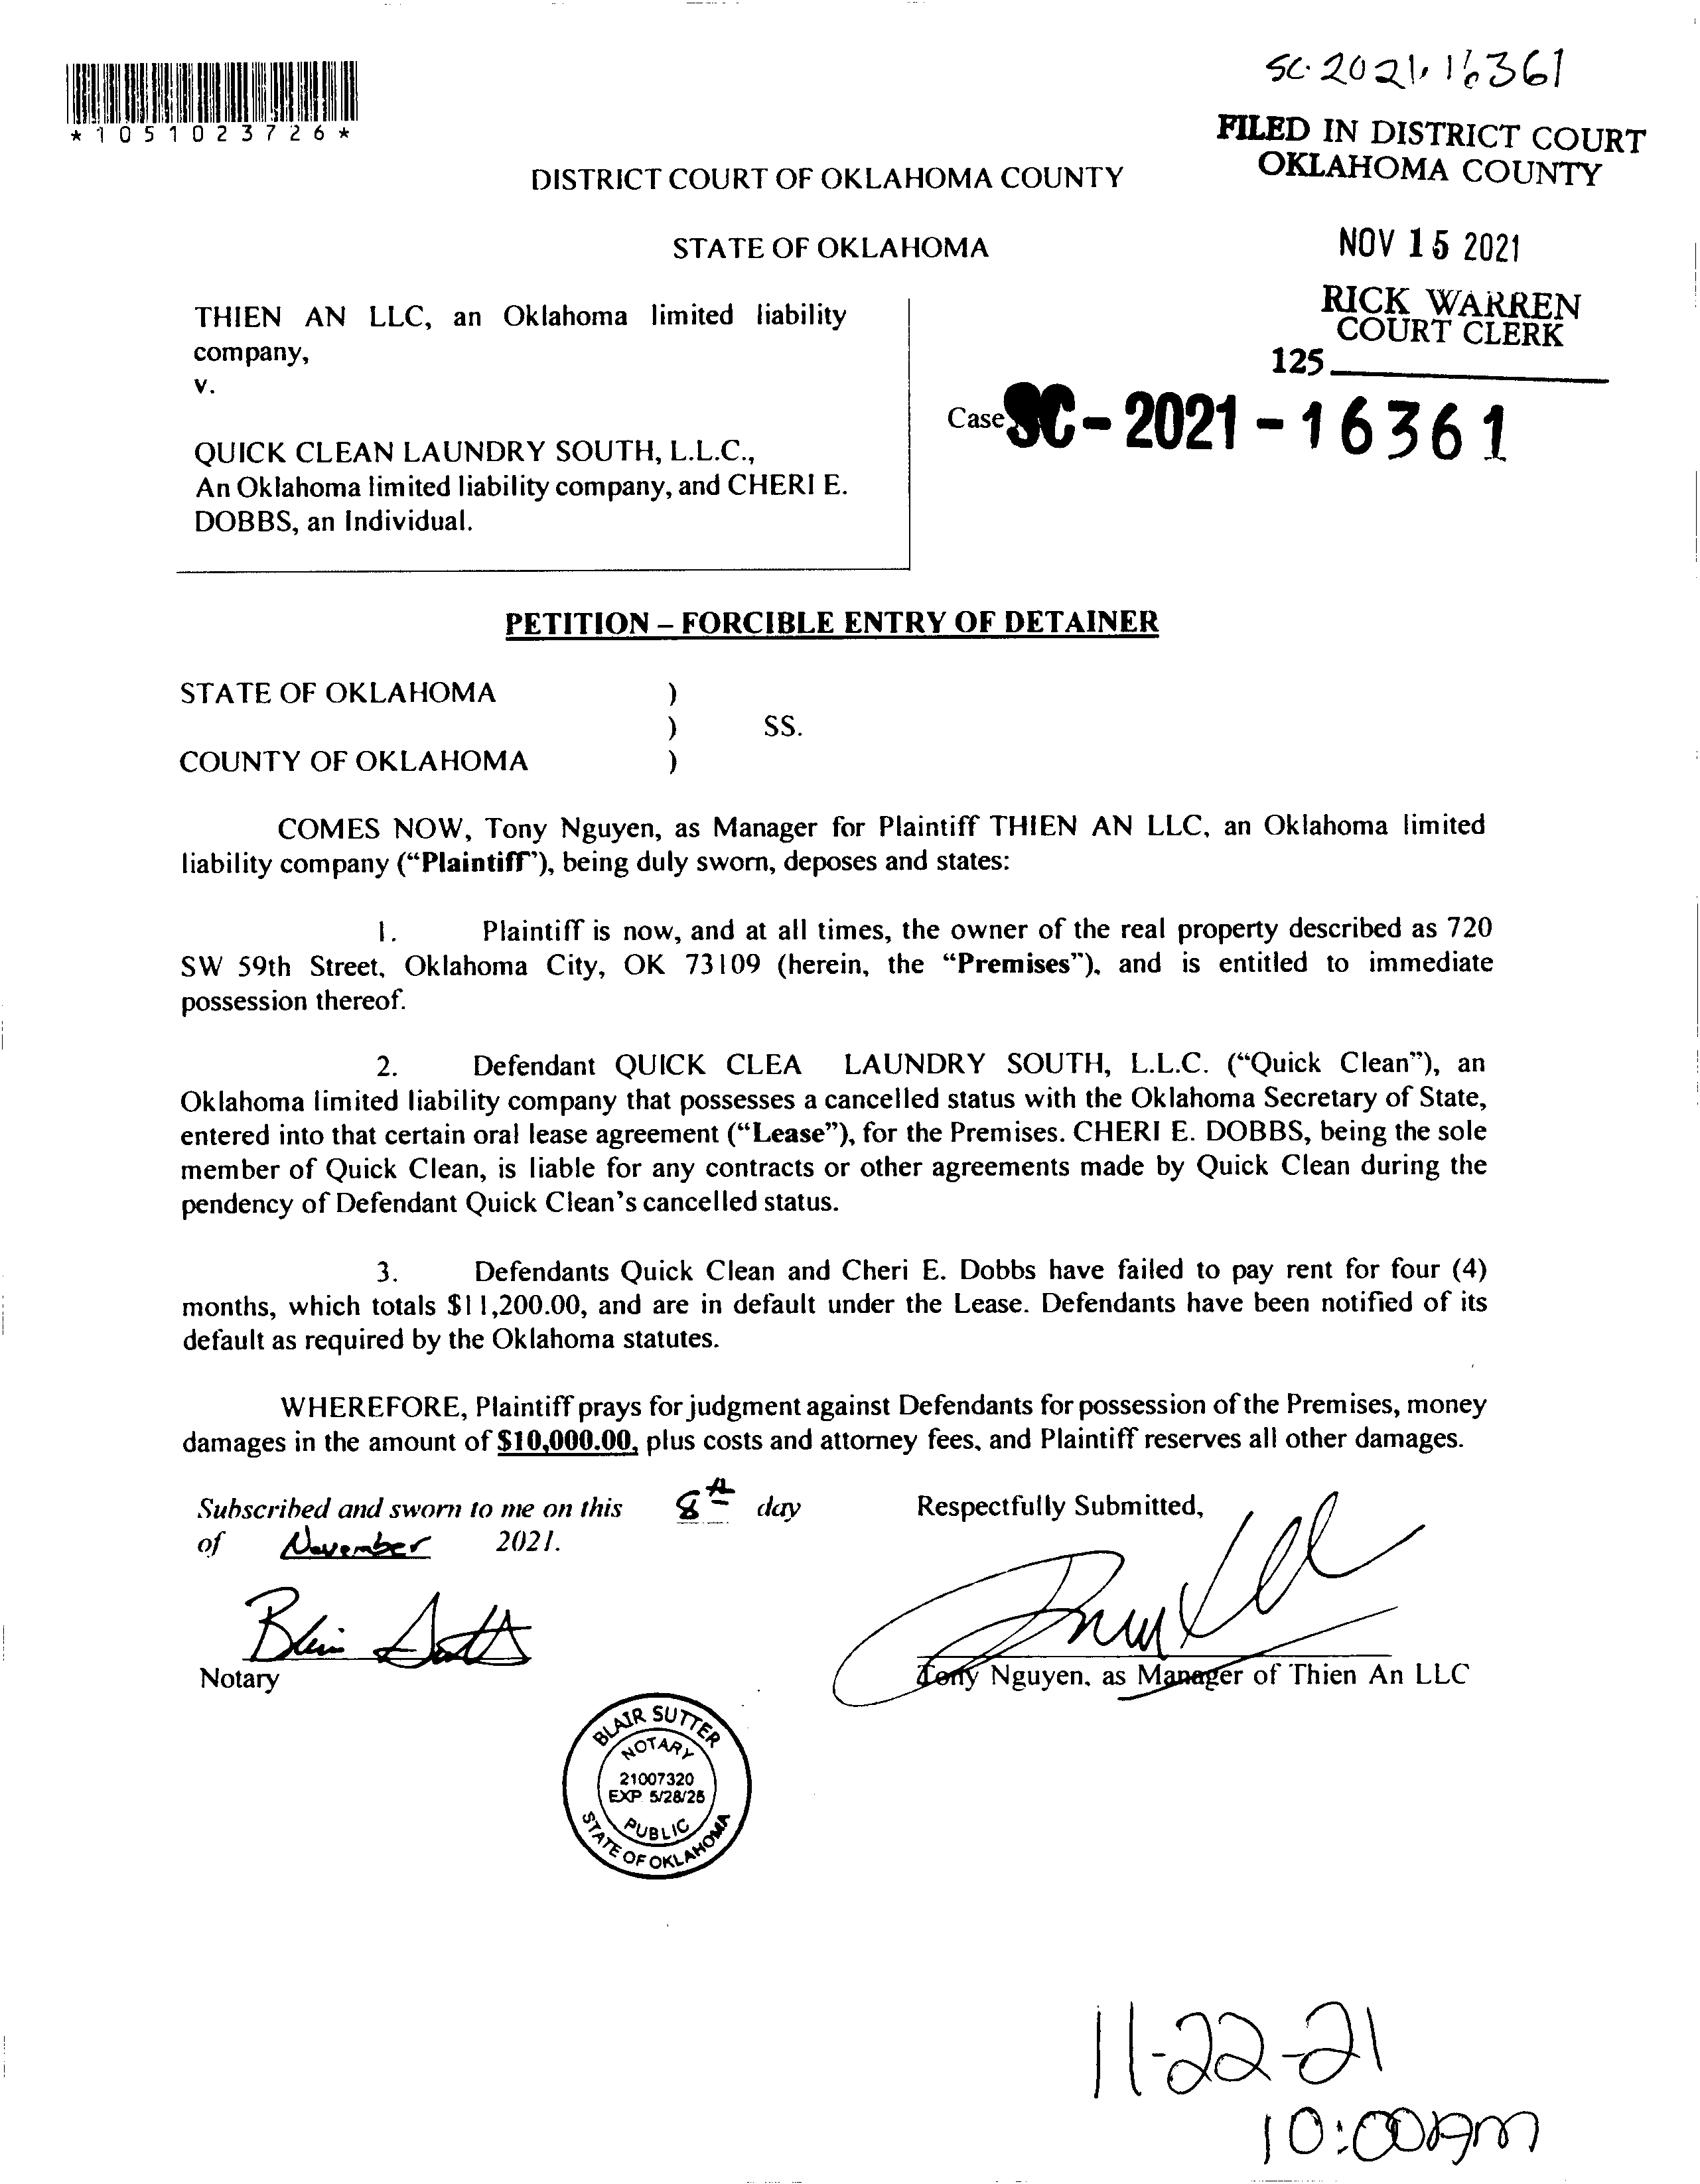 SC-2021-16361
*1051023726*
FILED IN DISTRICT COURT
OKLAHOMA COUNTY
DISTRICT COURT OF OKLAHOMA COUNTY
STATE OF OKLAHOMA
NOV 15 2021
RICK WARREN
COURT CLERK
125
THIEN AN LLC, an Oklahoma limited liability
company,
v.
Case SC-2021-16361
QUICK CLEAN LAUNDRY SOUTH, L.L.C.,
An Oklahoma limited liability company, and CHERI E.
DOBBS, an Individual.
PETITION – FORCIBLE ENTRY OF DETAINER
STATE OF OKLAHOMA )
) SS.
COUNTY OF OKLAHOMA )
COMES NOW, Tony Nguyen, as Manager for Plaintiff THIEN AN LLC, an Oklahoma limited
liability company (“Plaintiff”), being duly sworn, deposes and states:
1. Plaintiff is now, and at all times, the owner of the real property described as 720
SW 59th Street, Oklahoma City, OK 73109 (herein, the “Premises”), and is entitled to immediate
possession thereof.
2. Defendant QUICK CLEA LAUNDRY SOUTH, L.L.C. (“Quick Clean”), an
Oklahoma limited liability company that possesses a cancelled status with the Oklahoma Secretary of State,
entered into that certain oral lease agreement (“Lease”), for the Premises. CHERI E. DOBBS, being the sole
member of Quick Clean, is liable for any contracts or other agreements made by Quick Clean during the
pendency of Defendant Quick Clean’s cancelled status.
3. Defendants Quick Clean and Cheri E. Dobbs have failed to pay rent for four (4)
months, which totals $11,200.00, and are in default under the Lease. Defendants have been notified of its
default as required by the Oklahoma statutes.
WHEREFORE, Plaintiff prays for judgment against Defendants for possession of the Premises, money
damages in the amount of $10,000.00, plus costs and attorney fees, and Plaintiff reserves all other damages.
Subscribed and sworn to me on this 8th day
of November 2021.
Respectfully Submitted,
Notary
Tony Nguyen, as Manager of Thien An LLC
BLAIR SUTTER
NOTARY
21007320
EXP 5/28/25
PUBLIC
STATE OF OKLAHOMA
11-22-21
10:00AM